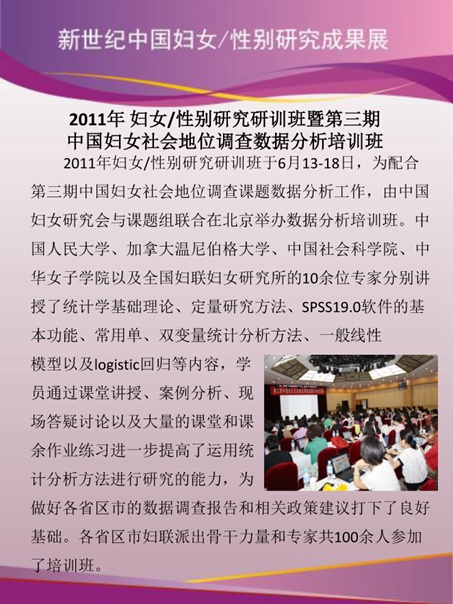 新世纪中国妇女/性别研究成果展
2011年 妇女/性别研究研训班暨第三期
中国妇女社会地位调查数据分析培训班
2011年妇女/性别研究研训班于6月13-18日，为配合
第三期中国妇女社会地位调查课题数据分析工作，由中国
妇女研究会与课题组联合在北京举办数据分析培训班。中
国人民大学、加拿大温尼伯格大学、中国社会科学院、中
华女子学院以及全国妇联妇女研究所的10余位专家分别讲
授了统计学基础理论、定量研究方法、SPSS19.0软件的基
本功能、常用单、双变量统计分析方法、一般线性
模型以及logistic回归等内容，学
员通过课堂讲授、案例分析、现
场答疑讨论以及大量的课堂和课
余作业练习进一步提高了运用统
计分析方法进行研究的能力，为
做好各省区市的数据调查报告和相关政策建议打下了良好
基础。各省区市妇联派出骨干力量和专家共100余人参加
了培训班。